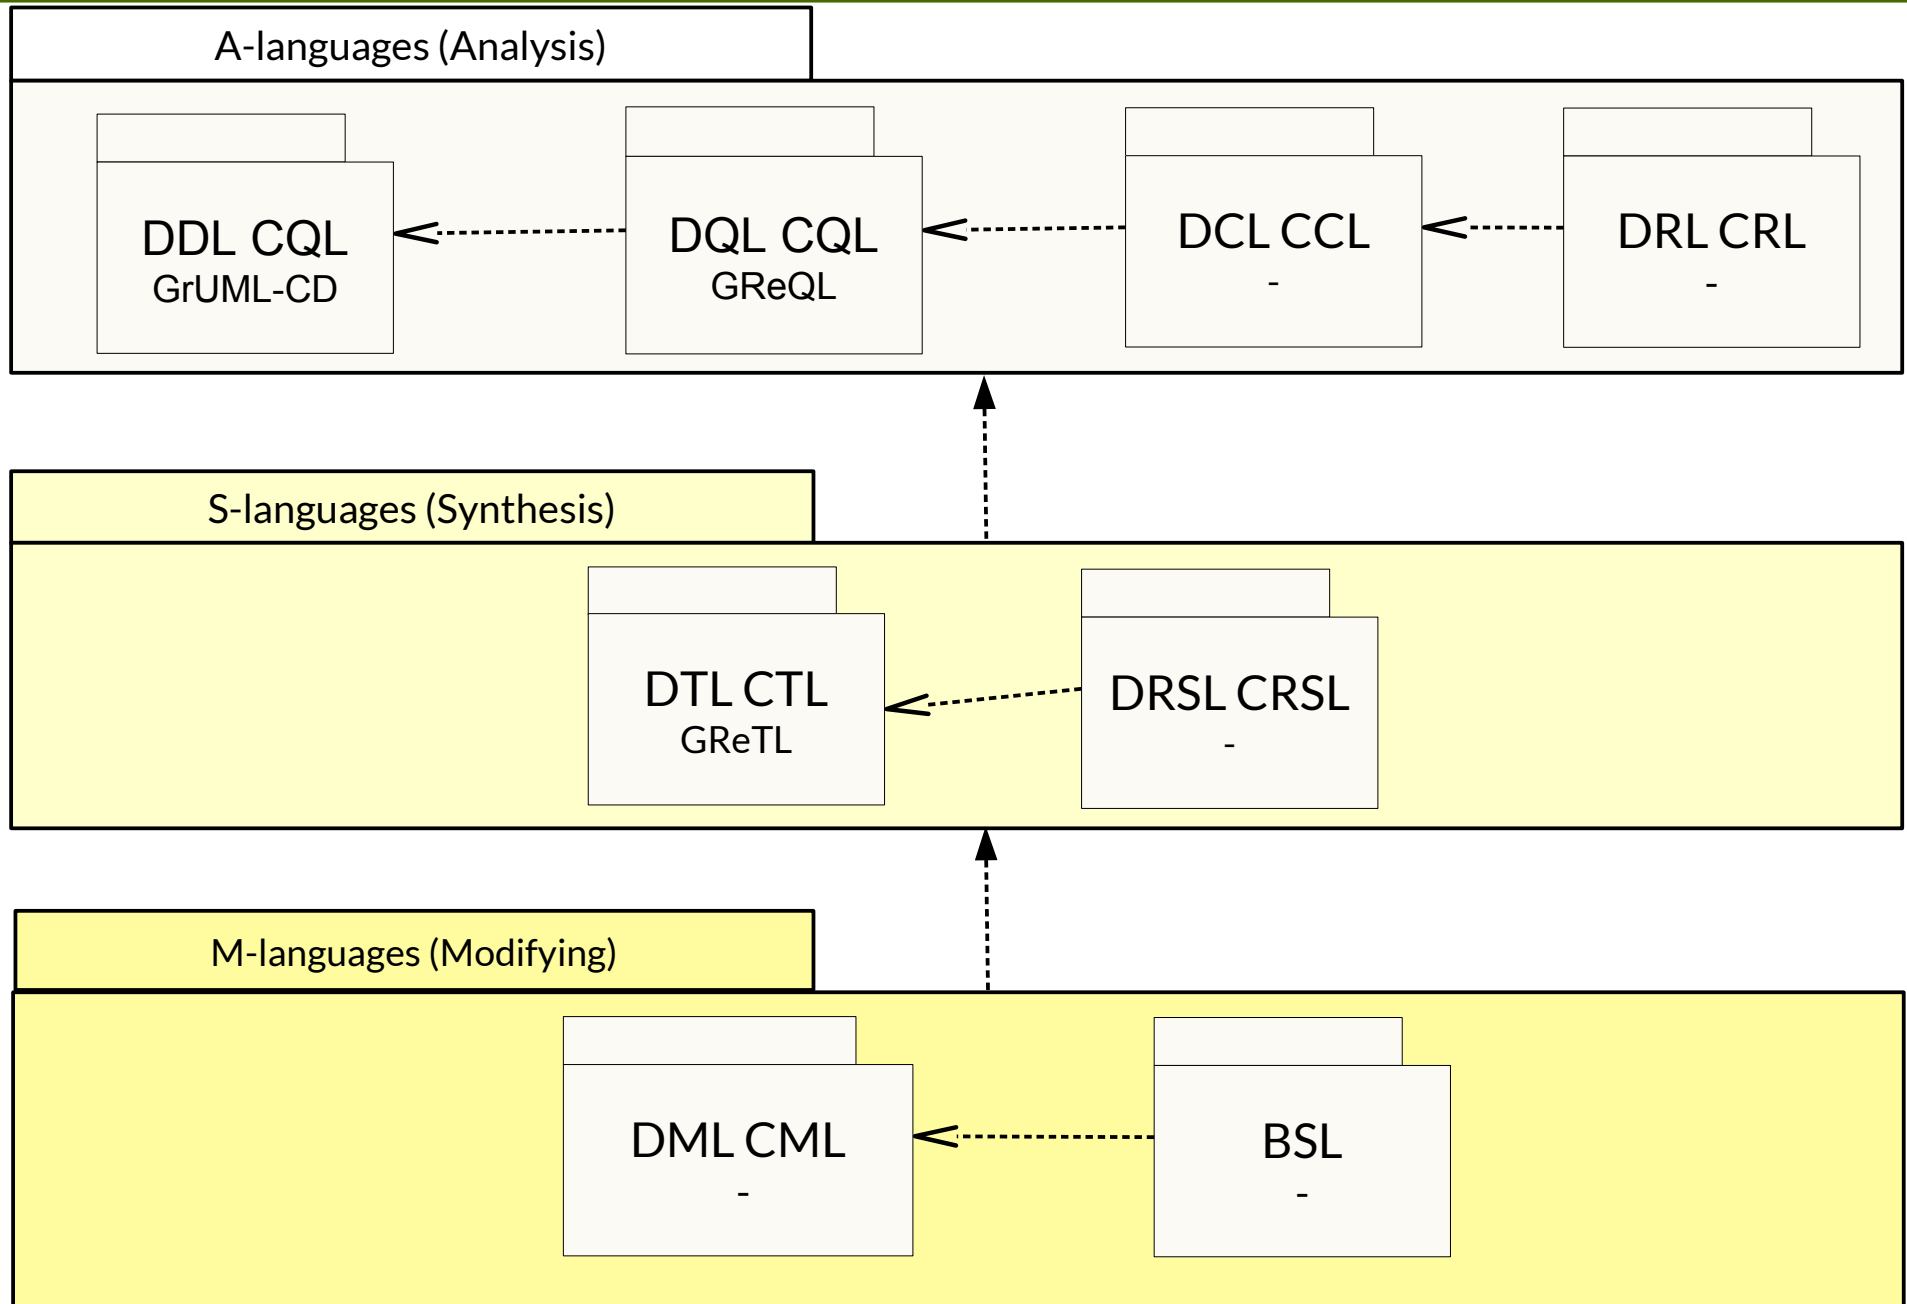 A-languages (Analysis)
DDL CQL
GrUML-CD
DQL CQL
GReQL
DCL CCL
-
DRL CRL
-
S-languages (Synthesis)
DTL CTL
GReTL
DRSL CRSL
-
M-languages (Modifying)
DML CML
-
BSL
-